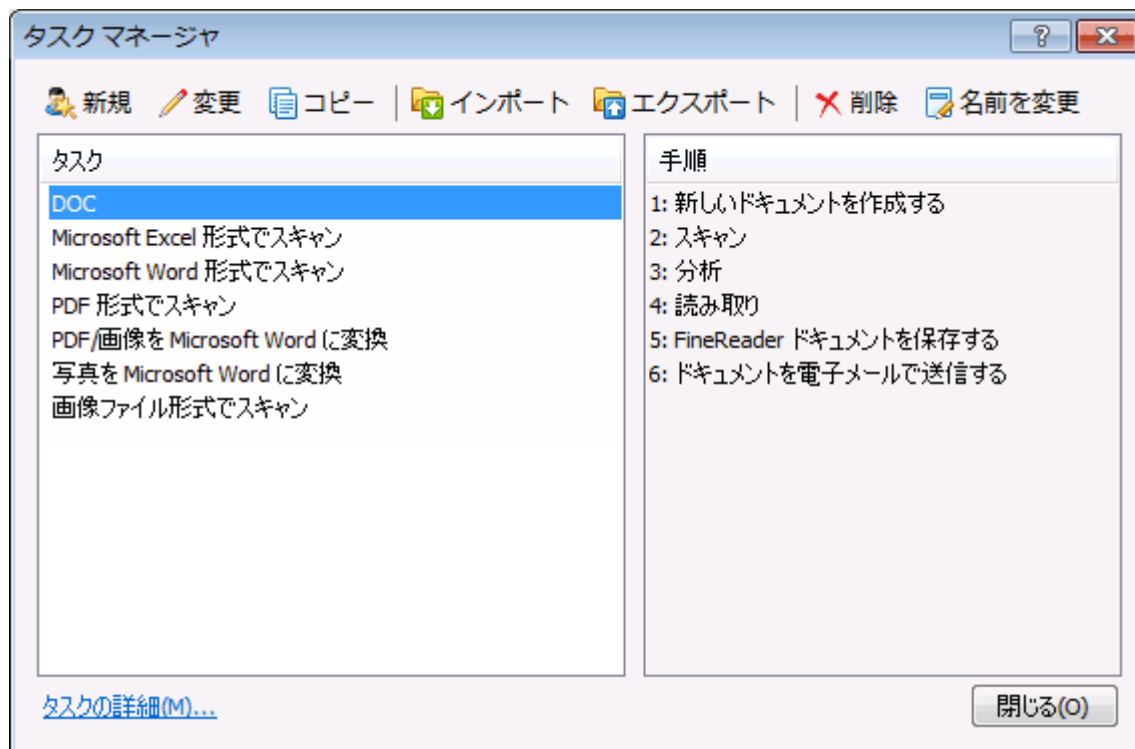 タスク マネージャ
新規 変更 コピー インポート エクスポート 削除 名前を変更
タスク
DOC
Microsoft Excel 形式でスキャン
Microsoft Word 形式でスキャン
PDF 形式でスキャン
PDF/画像を Microsoft Word に変換
写真を Microsoft Word に変換
画像ファイル形式でスキャン
手順
1: 新しいドキュメントを作成する
2: スキャン
3: 分析
4: 読み取り
5: FineReader ドキュメントを保存する
6: ドキュメントを電子メールで送信する
タスクの詳細(M)...
閉じる(O)